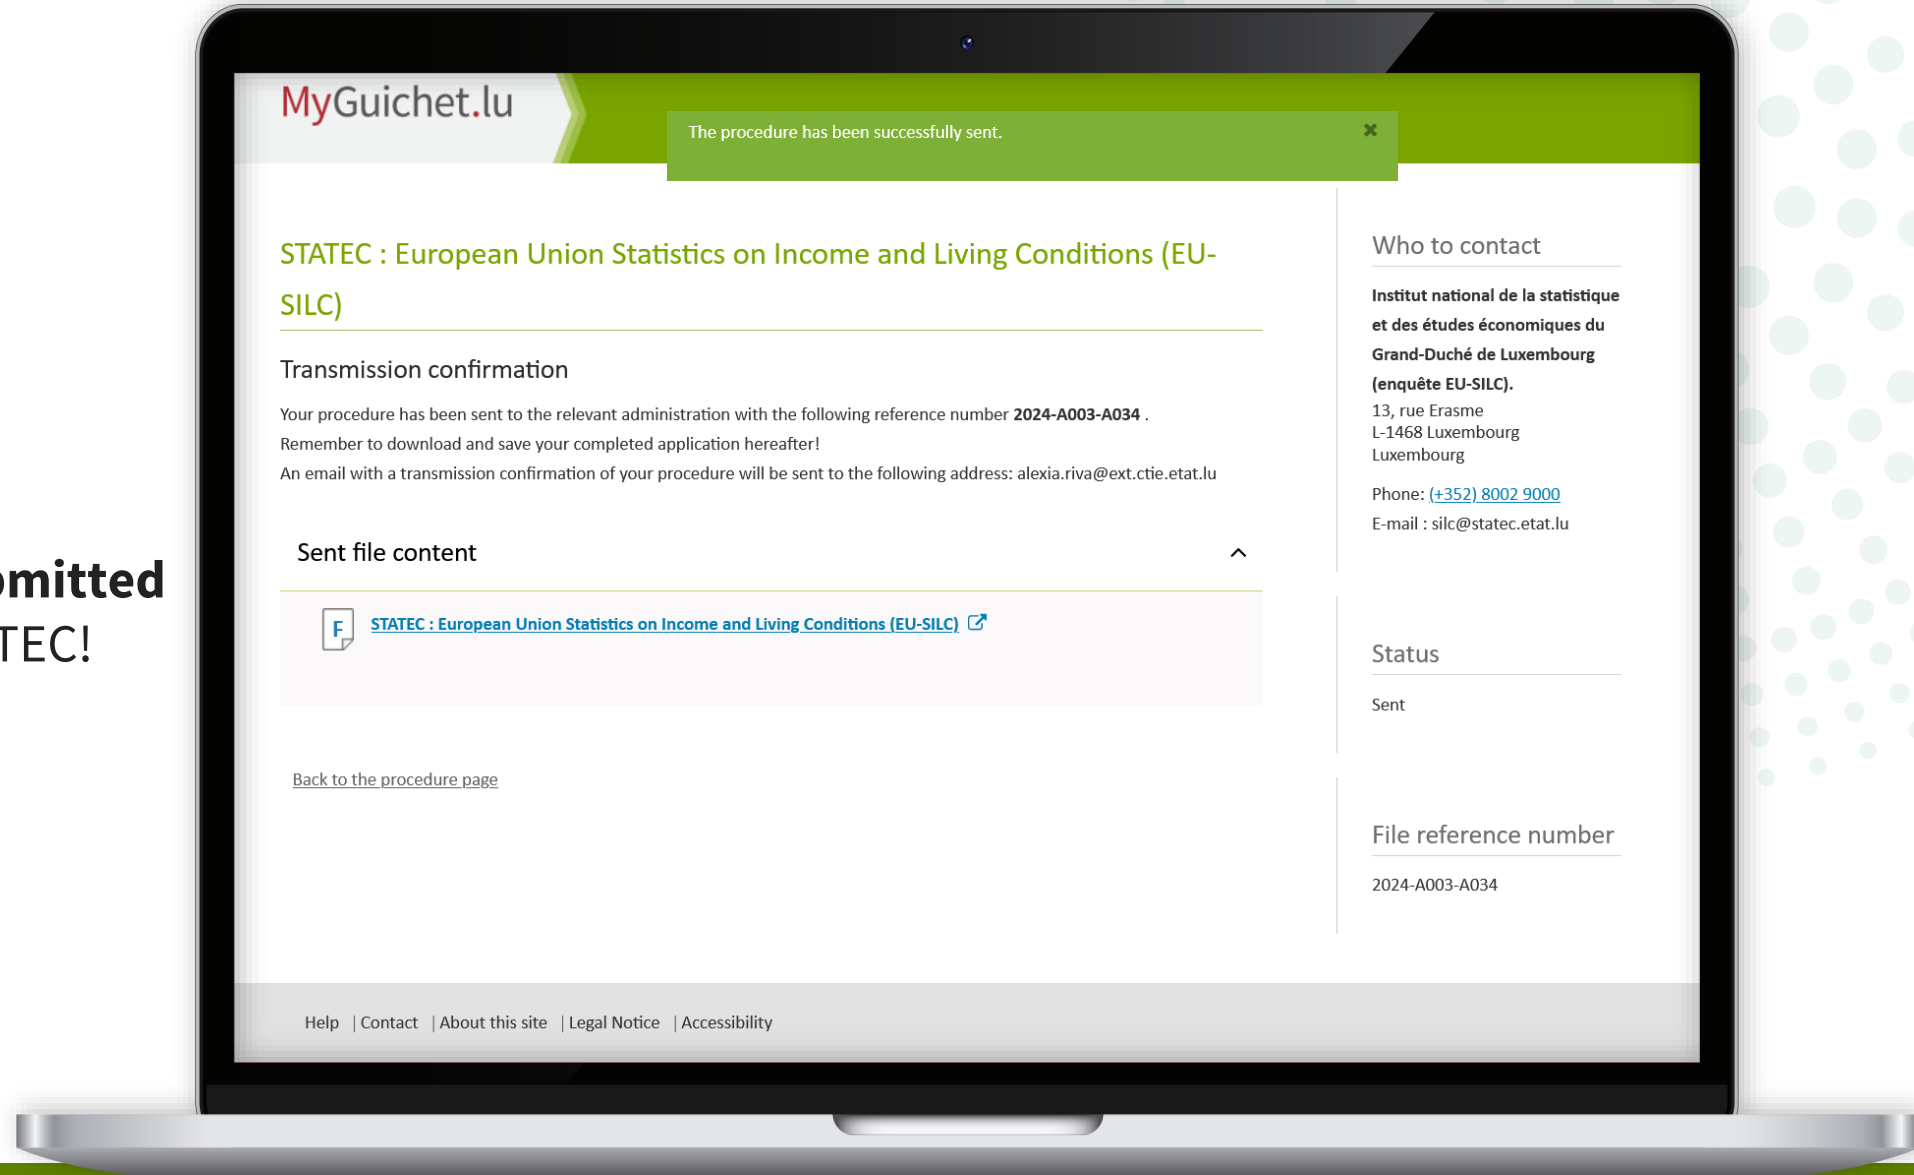 mitted
TEC!
MyGuichet.lu
The procedure has been successfully sent.
STATEC : European Union Statistics on Income and Living Conditions (EU-
SILC)
Transmission confirmation
Your procedure has been sent to the relevant administration with the following reference number 2024-A003-A034 .
Remember to download and save your completed application hereafter!
An email with a transmission confirmation of your procedure will be sent to the following address: alexia.riva@ext.ctie.etat.lu
Sent file content
F
STATEC : European Union Statistics on Income and Living Conditions (EU-SILC)
Back to the procedure page
Who to contact
Institut national de la statistique
et des études économiques du
Grand-Duché de Luxembourg
(enquête EU-SILC).
13, rue Erasme
L-1468 Luxembourg
Luxembourg
Phone: (+352) 8002 9000
E-mail : silc@statec.etat.lu
Status
Sent
File reference number
2024-A003-A034
Help | Contact | About this site | Legal Notice | Accessibility